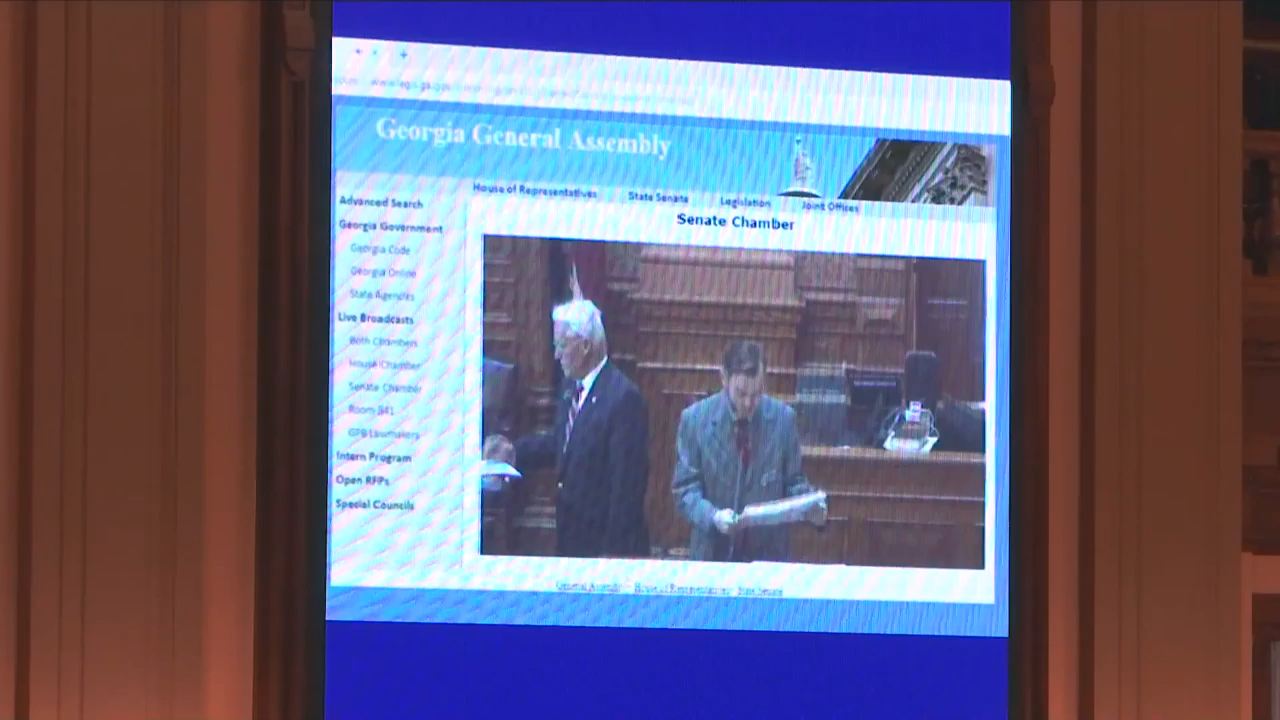 Georgia General Assembly
House of Representatives State Senate Legislation Joint Offices
Advanced Search
Georgia Government
Georgia Code
Georgia Online
State Agencies
Live Broadcasts
Both Chambers
House Chamber
Senate Chamber
Room 341
GPB Lawmakers
Intern Program
Open RFPs
Special Councils
Senate Chamber
General Assembly House of Representatives State Senate